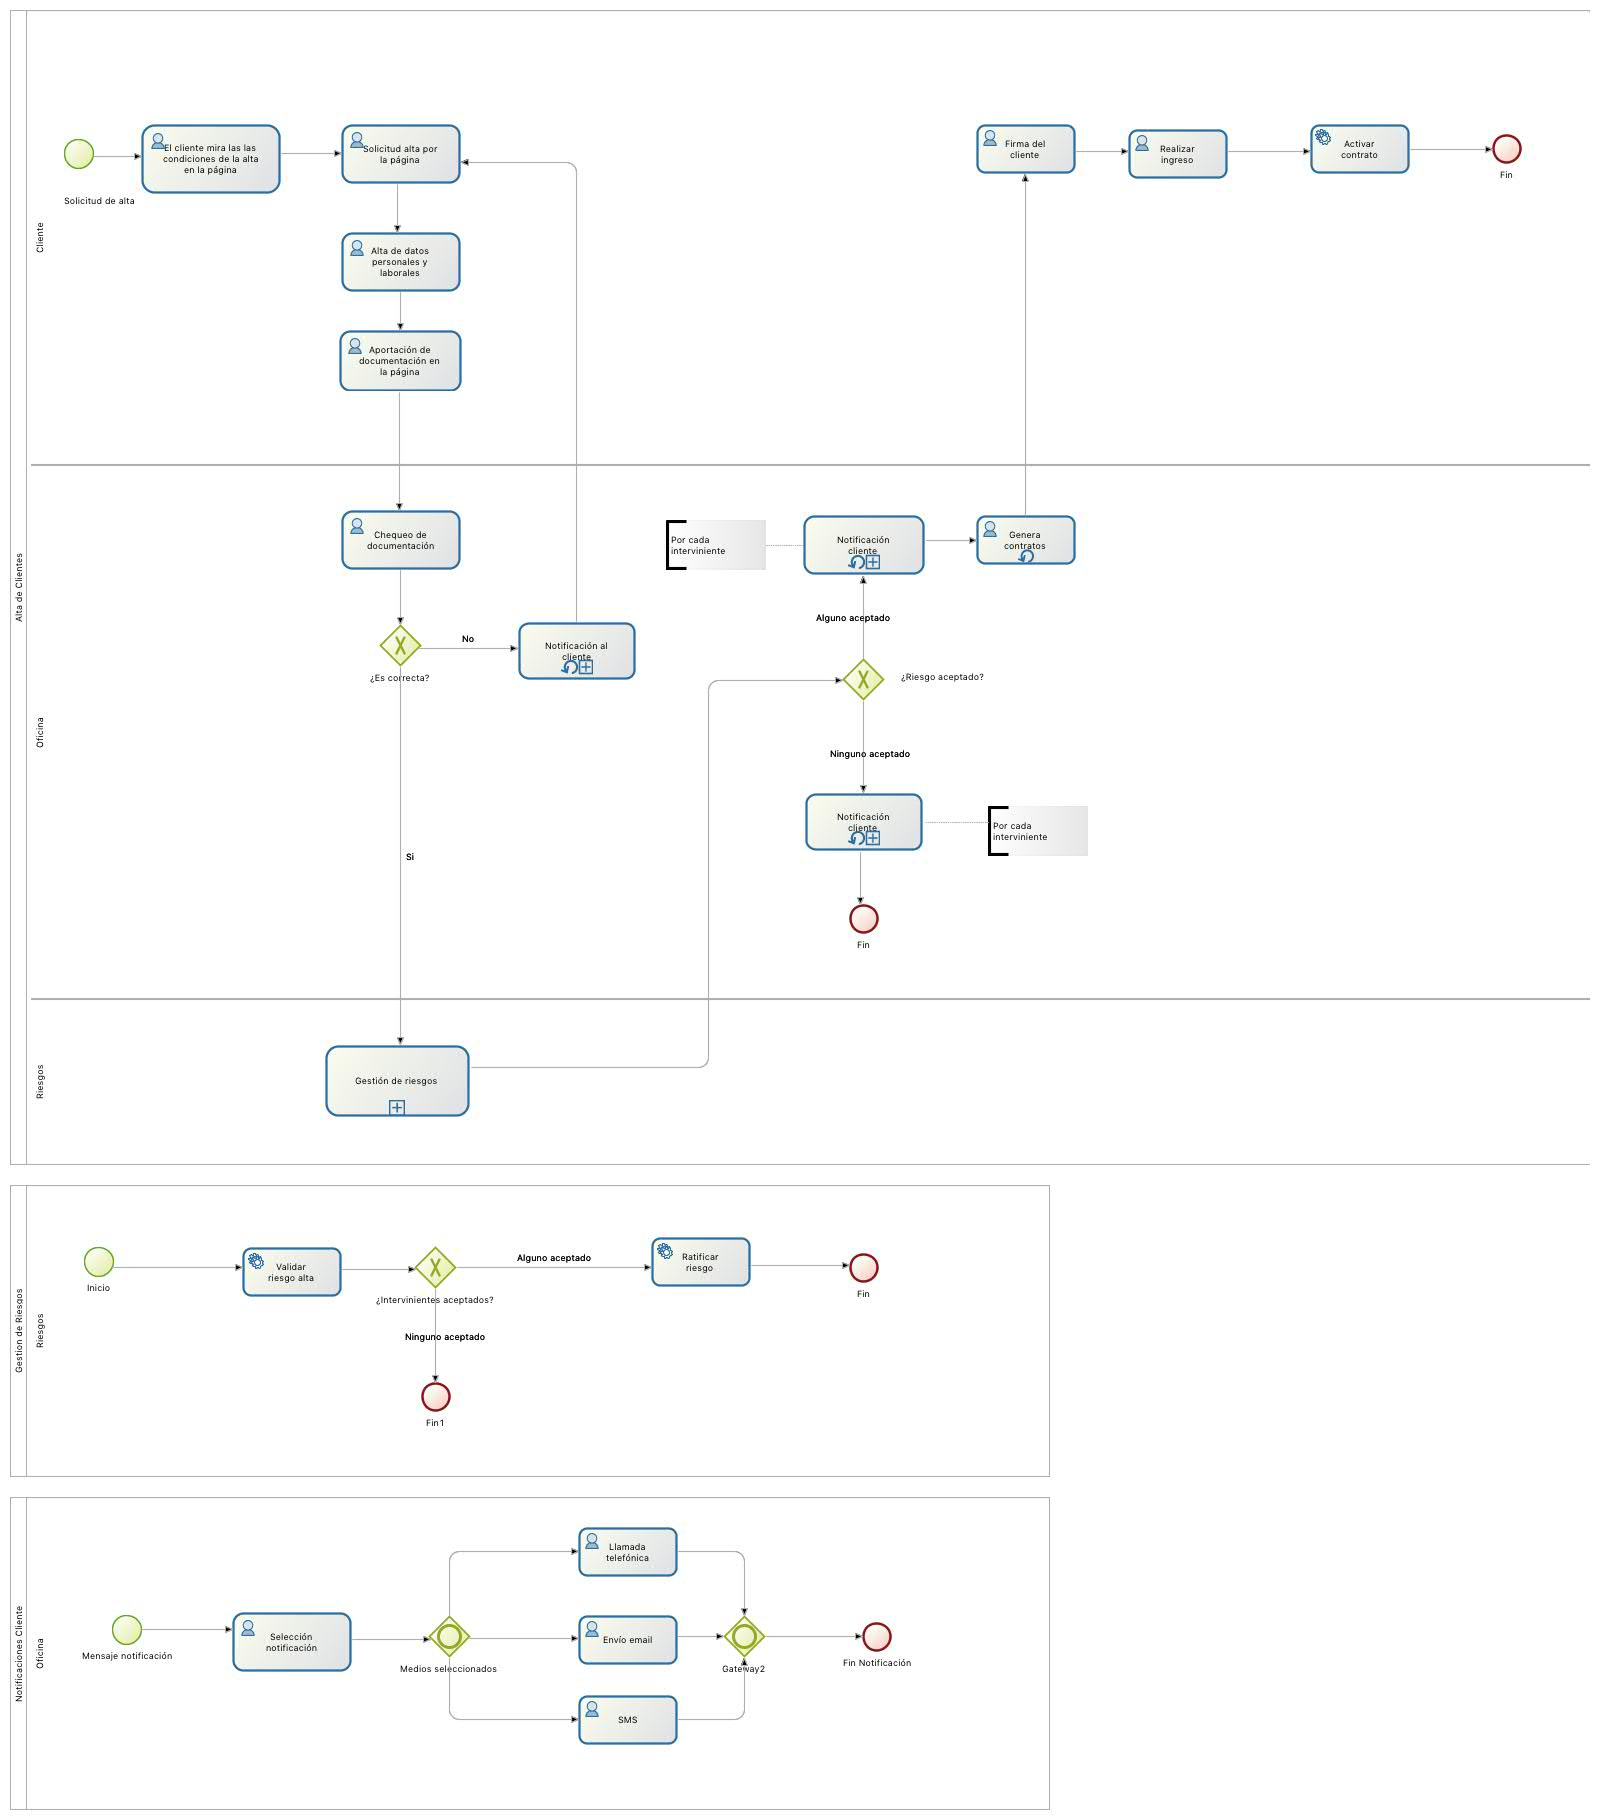 Alta de Clientes
Cliente
Solicitud de alta
El cliente mira las las
condiciones de la alta
en la página
Solicitud alta por
la página
Alta de datos
personales y
laborales
Aportación de
documentación en
la página
Firma del
cliente
Realizar
ingreso
Activar
contrato
Fin
Oficina
Chequeo de
documentación
¿Es correcta?
No
Notificación al
cliente
Si
Por cada
interviniente
Notificación
cliente
Genera
contratos
Alguno aceptado
¿Riesgo aceptado?
Ninguno aceptado
Notificación
cliente
Por cada
interviniente
Fin
Riesgos
Gestión de riesgos
Gestion de Riesgos
Riesgos
Inicio
Validar
riesgo alta
¿Intervinientes aceptados?
Alguno aceptado
Ratificar
riesgo
Fin
Ninguno aceptado
Fin1
Notificaciones Cliente
Oficina
Mensaje notificación
Selección
notificación
Medios seleccionados
Llamada
telefónica
Envío email
SMS
Gateway2
Fin Notificación